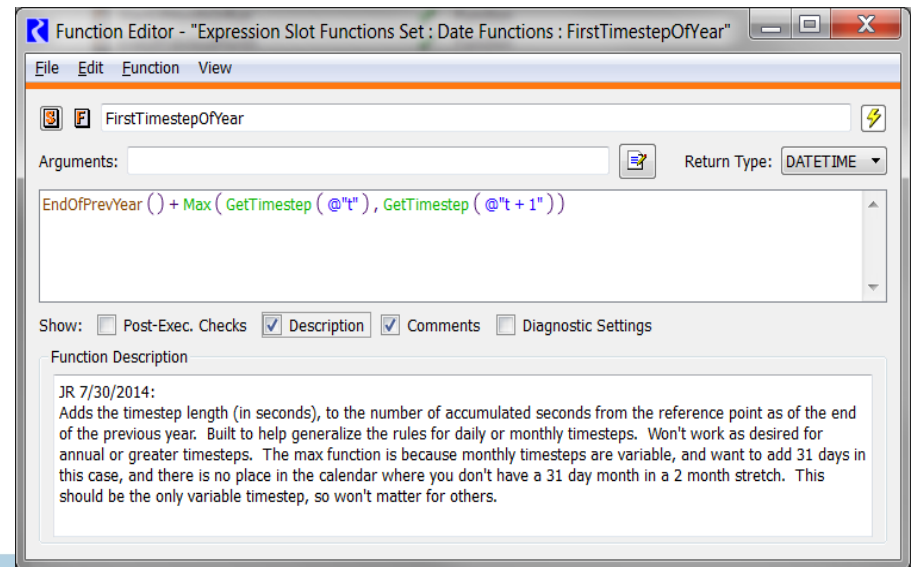 Function Editor - "Expression Slot Functions Set : Date Functions : FirstTimestepOfYear"
File Edit Function View
S F FirstTimestepOfYear
Arguments: Return Type: DATETIME
EndOfPrevYear () + Max ( GetTimestep ( @"t" ) , GetTimestep ( @"t + 1" ) )
Show: Post-Exec. Checks Description Comments Diagnostic Settings
Function Description
JR 7/30/2014:
Adds the timestep length (in seconds), to the number of accumulated seconds from the reference point as of the end
of the previous year. Built to help generalize the rules for daily or monthly timesteps. Won't work as desired for
annual or greater timesteps. The max function is because monthly timesteps are variable, and want to add 31 days in
this case, and there is no place in the calendar where you don't have a 31 day month in a 2 month stretch. This
should be the only variable timestep, so won't matter for others.